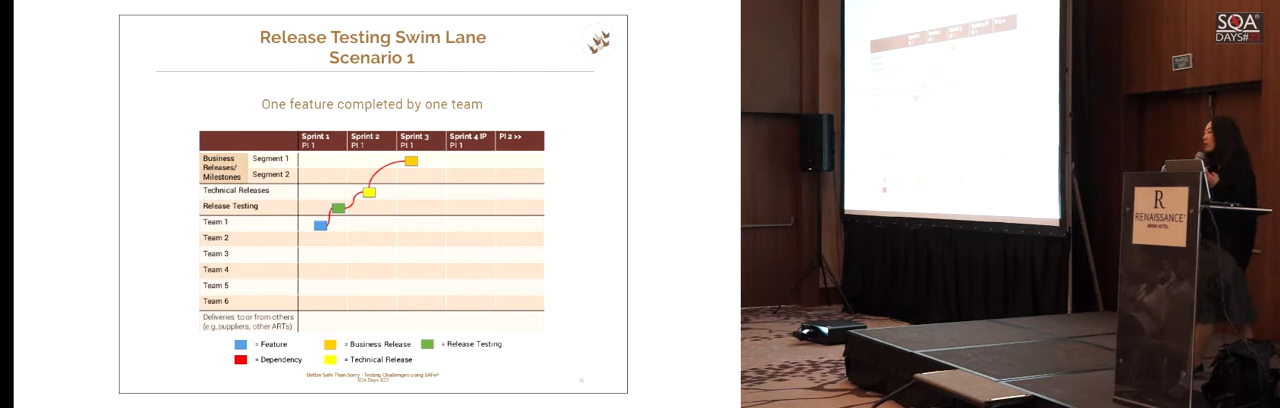 Release Testing Swim Lane
Scenario 1
One feature completed by one team
Sprint 1 Sprint 2 Sprint 3 Sprint 4 IP PI 2 >>
PI 1 PI 1 PI 1 PI 1
Business Releases/ Milestones
Segment 1
Segment 2
Technical Releases
Release Testing
Team 1
Team 2
Team 3
Team 4
Team 5
Team 6
Deliveries to or from others
(e.g.,suppliers, other ARTs)
= Feature = Business Release = Release Testing
= Dependency = Technical Release
Better Safe Than Sorry - Testing Challenges using SAFe®
SQA Days 2023
SQA
DAYS#
R
RENAISSANCE